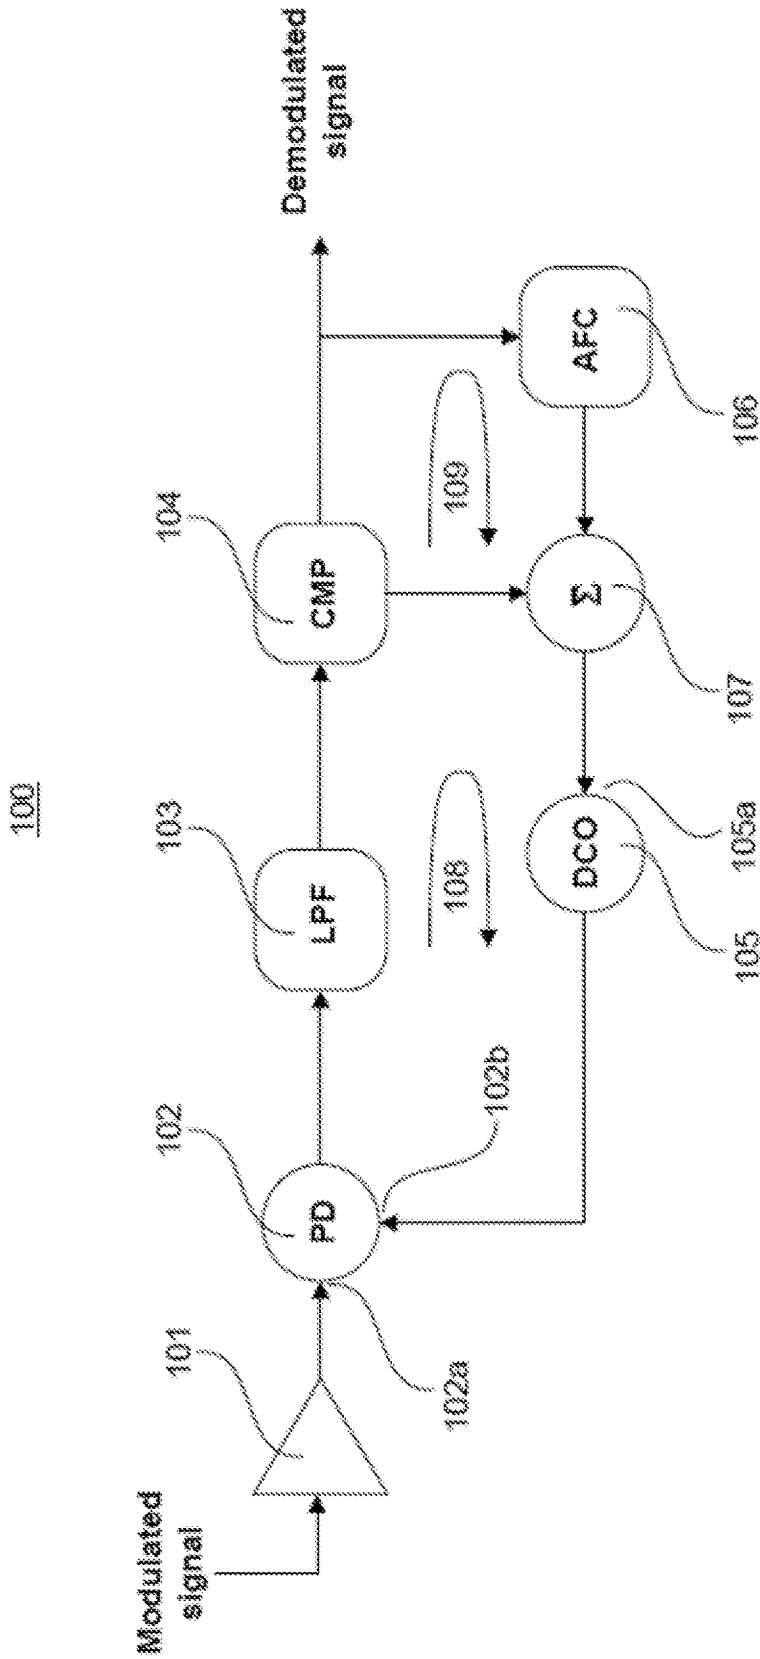 100
Modulated
signal
101
102
103
104
PD
LPF
CMP
Demodulated
signal
102a
102b
108
109
DCO
Σ
AFC
105
105a
107
106